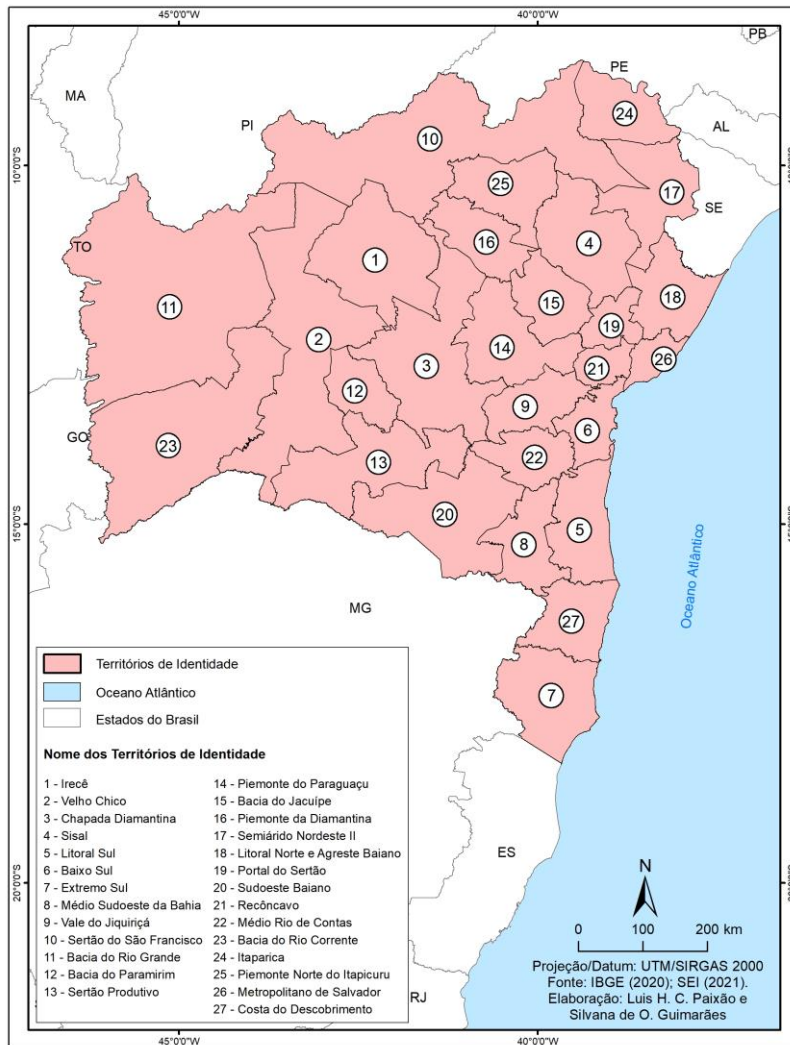 45°0'0"W 40°0'0"W
PB
PE
MA
24
AL
PI
10
10°0'0"S
10°0'0"S
25
17
SE
16
4
TO
1
11
15
18
19
2
14
26
3
21
12
9
6
GO
23
22
13
20
15°0'0"S
15°0'0"S
8
5
Oceano Atlântico
MG
27
7
Territórios de Identidade
Oceano Atlântico
Estados do Brasil
Nome dos Territórios de Identidade
1 - Irecê
2 - Velho Chico
3 - Chapada Diamantina
4 - Sisal
5 - Litoral Sul
6 - Baixo Sul
7 - Extremo Sul
8 - Médio Sudoeste da Bahia
9 - Vale do Jiquiriçá
10 - Sertão do São Francisco
11 - Bacia do Rio Grande
12 - Bacia do Paramirim
13 - Sertão Produtivo
14 - Piemonte do Paraguaçu
15 - Bacia do Jacuípe
16 - Piemonte da Diamantina
17 - Semiárido Nordeste II
18 - Litoral Norte e Agreste Baiano
19 - Portal do Sertão
20 - Sudoeste Baiano
21 - Recôncavo
22 - Médio Rio de Contas
23 - Bacia do Rio Corrente
24 - Itaparica
25 - Piemonte Norte do Itapicuru
26 - Metropolitano de Salvador
27 - Costa do Descobrimento
ES
RJ
20°0'0"S
N
0 100 200 km
Projeção/Datum: UTM/SIRGAS 2000
Fonte: IBGE (2020); SEI (2021).
Elaboração: Luis H. C. Paixão e
Silvana de O. Guimarães
45°0'0"W 40°0'0"W